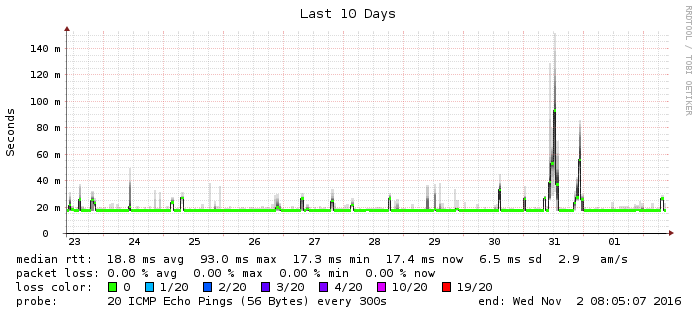 Last 10 Days
RRDTOOL / TOBI OETIKER
Seconds
140 m
120 m
100 m
80 m
60 m
40 m
20 m
0
23 24 25 26 27 28 29 30 31 01
median rtt: 18.8 ms avg 93.0 ms max 17.3 ms min 17.4 ms now 6.5 ms sd 2.9 am/s
packet loss: 0.00 % avg 0.00 % max 0.00 % min 0.00 % now
loss color: 0 1/20 2/20 3/20 4/20 10/20 19/20
probe: 20 ICMP Echo Pings (56 Bytes) every 300s end: Wed Nov 2 08:05:07 2016